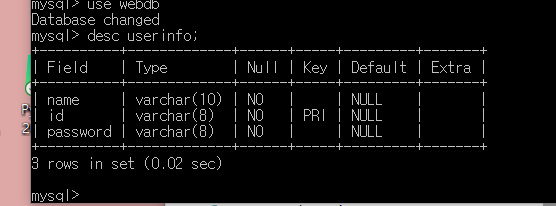 mysql> use webdb
Database changed
mysql> desc userinfo;
+----------+-------------+------+-----+---------+-------+
| Field    | Type        | Null | Key | Default | Extra |
+----------+-------------+------+-----+---------+-------+
| name     | varchar(10) | NO   |     | NULL    |       |
| id       | varchar(8)  | NO   | PRI | NULL    |       |
| password | varchar(8)  | NO   |     | NULL    |       |
+----------+-------------+------+-----+---------+-------+
3 rows in set (0.02 sec)
mysql>